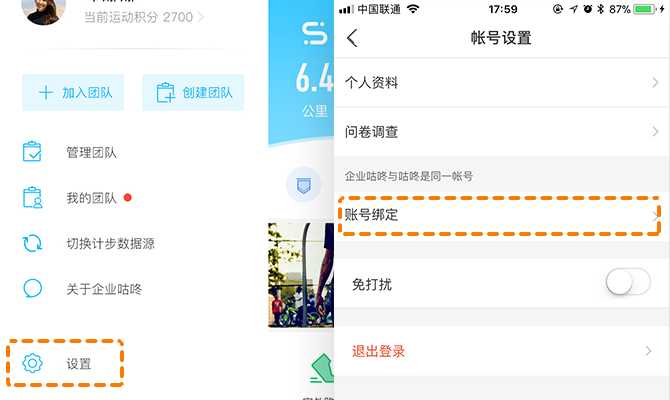 当前运动积分 2700
加入团队
创建团队
管理团队
我的团队
切换计步数据源
关于企业咕咚
设置
6.4
公里
中国联通
17:59
87%
帐号设置
个人资料
问卷调查
企业咕咚与咕咚是同一帐号
账号绑定
免打扰
退出登录